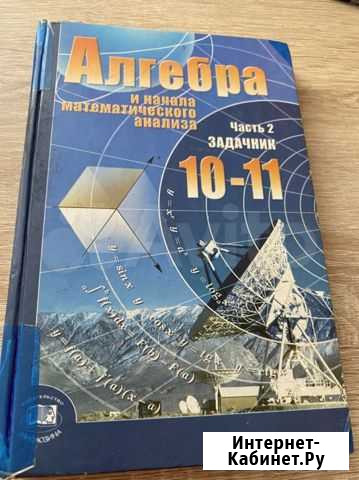 Алгебра
и начала
математического
анализа
Часть 2
ЗАДАЧНИК
10-11
y = sin x
Интернет-
Кабинет.Ру